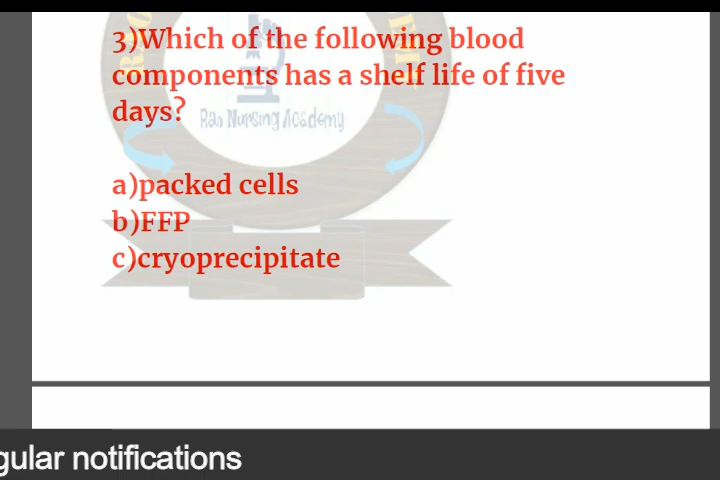 3)Which of the following blood
components has a shelf life of five
days?
Rao Nursing Academy
a)packed cells
b)FFP
c)cryoprecipitate
gular notifications